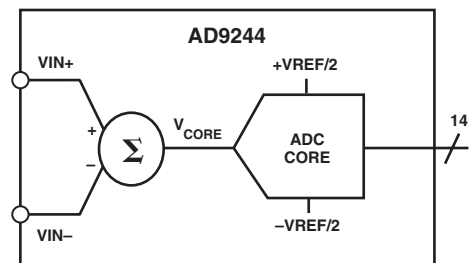 AD9244
VIN+
+VREF/2
+
VCORE
Σ
ADC
CORE
14
–
–VREF/2
VIN–